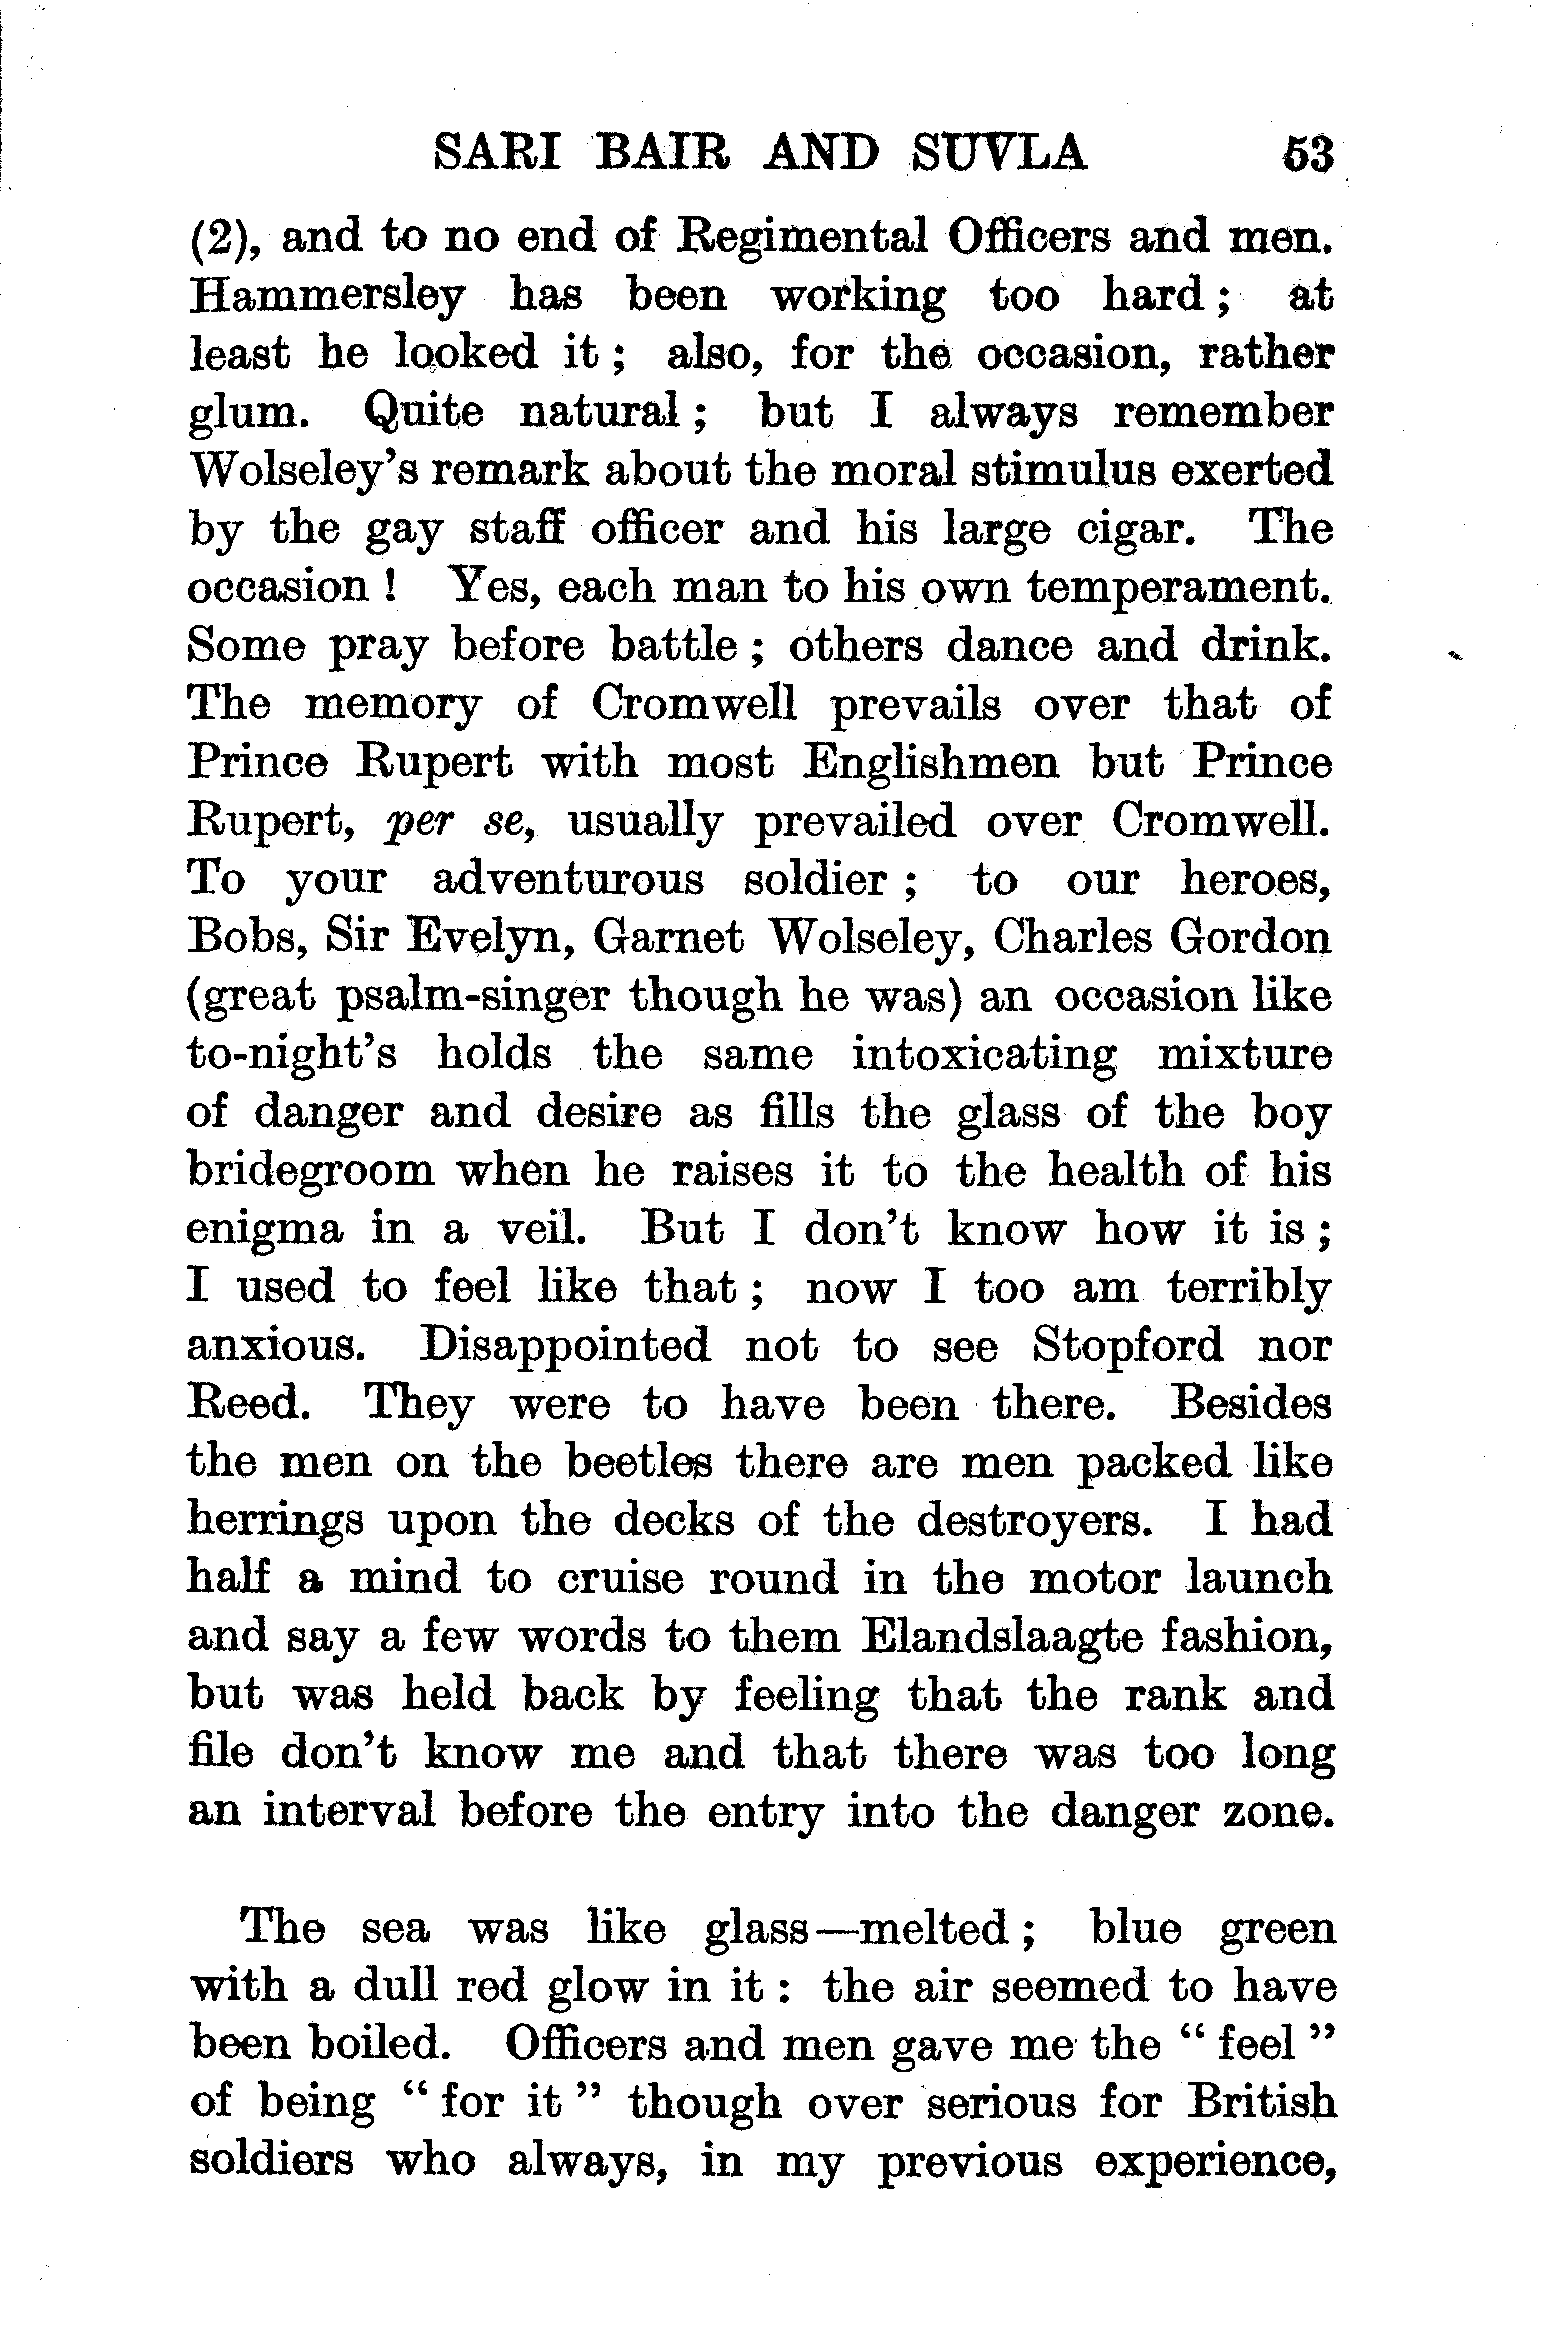 SARI BAIR AND SUVLA 53
(2), and to no end of Regimental Officers and men.
Hammersley has been working too hard ; at
least he looked it ; also, for the occasion, rather
glum. Quite natural ; but I always remember
Wolseley's remark about the moral stimulus exerted
by the gay staff officer and his large cigar. The
occasion ! Yes, each man to his own temperament.
Some pray before battle ; others dance and drink.
The memory of Cromwell prevails over that of
Prince Rupert with most Englishmen but Prince
Rupert, per se, usually prevailed over Cromwell.
To your adventurous soldier ; to our heroes,
Bobs, Sir Evelyn, Garnet Wolseley, Charles Gordon
(great psalm-singer though he was) an occasion like
to-night's holds the same intoxicating mixture
of danger and desire as fills the glass of the boy
bridegroom when he raises it to the health of his
enigma in a veil. But I don't know how it is ;
I used to feel like that ; now I too am terribly
anxious. Disappointed not to see Stopford nor
Reed. They were to have been there. Besides
the men on the beetles there are men packed like
herrings upon the decks of the destroyers. I had
half a mind to cruise round in the motor launch
and say a few words to them Elandslaagte fashion,
but was held back by feeling that the rank and
file don't know me and that there was too long
an interval before the entry into the danger zone.
The sea was like glass—melted ; blue green
with a dull red glow in it : the air seemed to have
been boiled. Officers and men gave me the " feel "
of being " for it " though over serious for British
soldiers who always, in my previous experience,